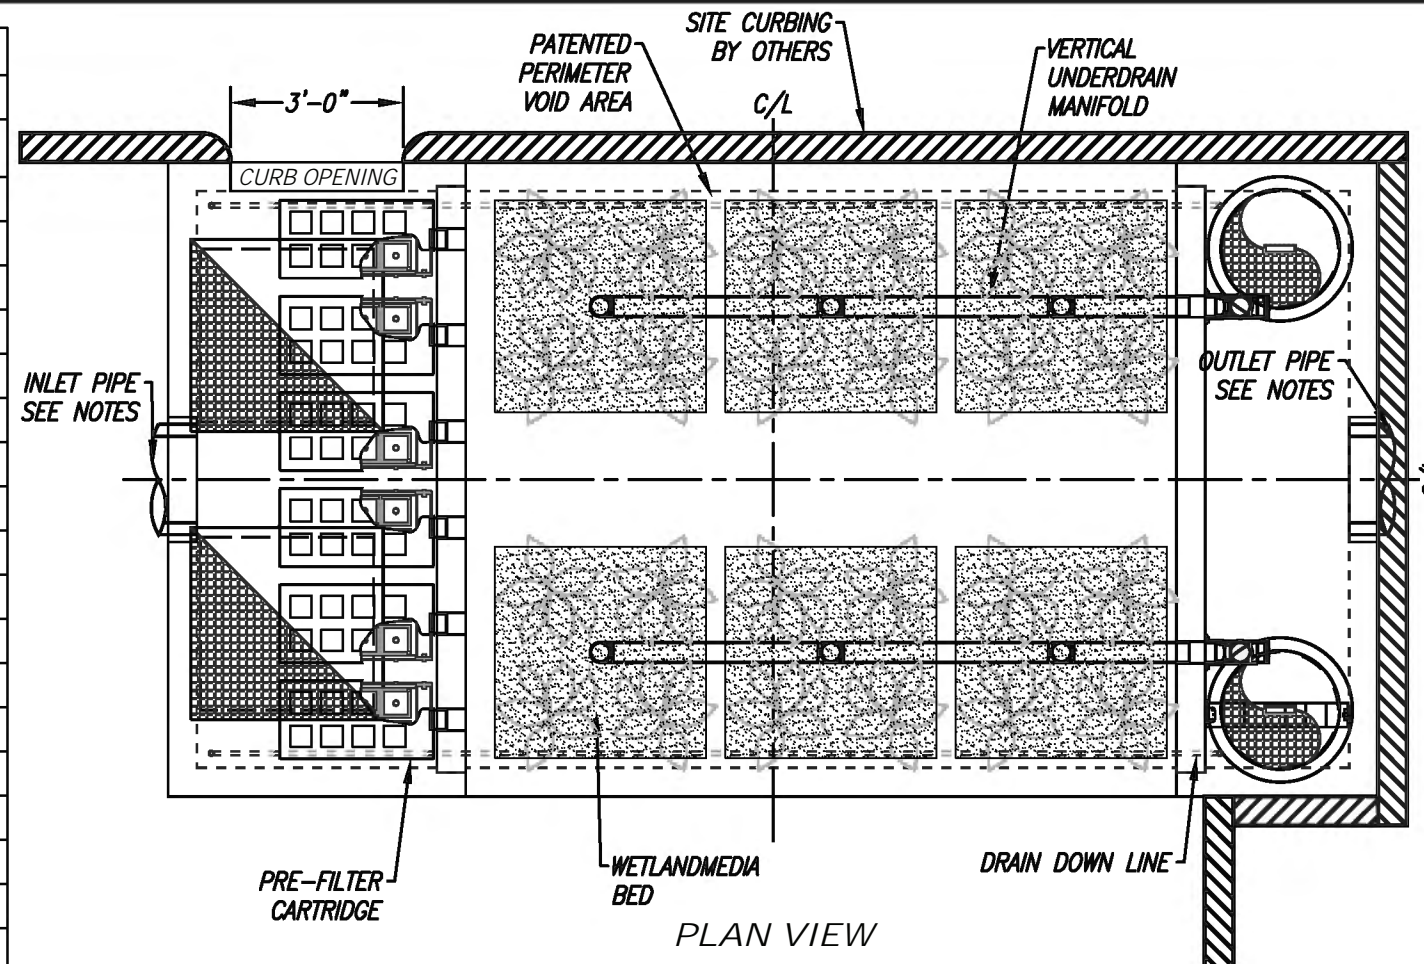 SITE CURBING
BY OTHERS
PATENTED
PERIMETER
VOID AREA
VERTICAL
UNDERDRAIN
MANIFOLD
C/L
3'-0"
CURB OPENING
INLET PIPE
SEE NOTES
OUTLET PIPE
SEE NOTES
PRE-FILTER
CARTRIDGE
WETLANDMEDIA
BED
DRAIN DOWN LINE
PLAN VIEW